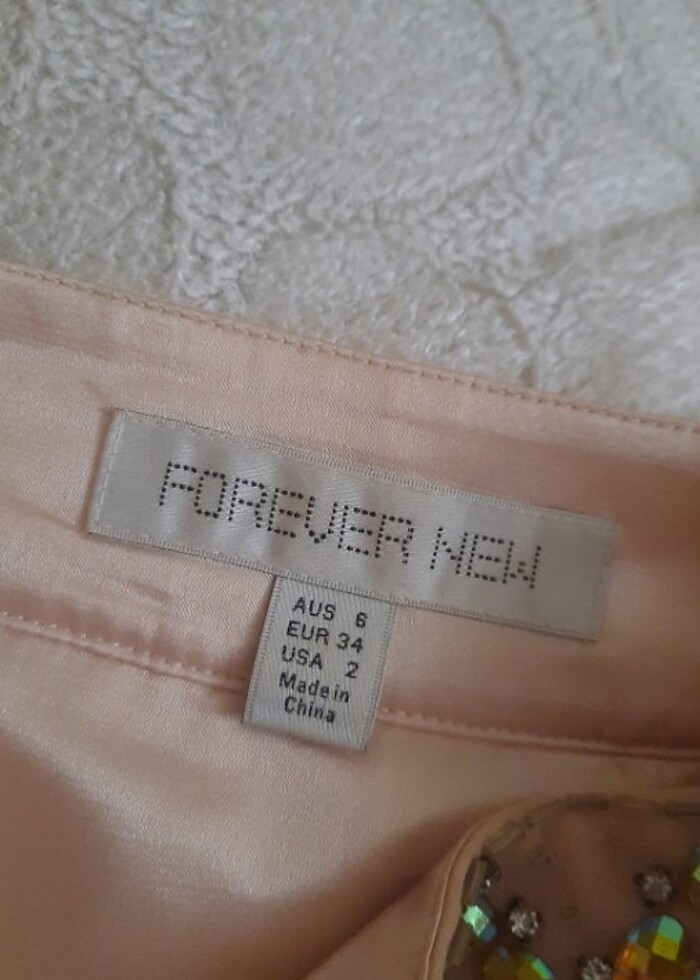 FOREVER NEW
AUS 6
EUR 34
USA 2
Made in
China